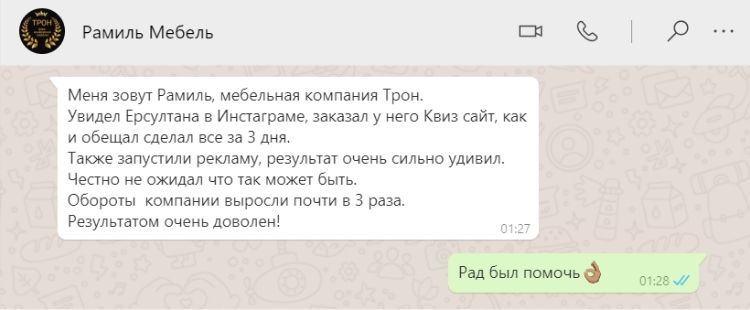 ТРОН
Рамиль Мебель
Меня зовут Рамиль, мебельная компания Трон.
Увидел Ерсултана в Инстаграме, заказал у него Квиз сайт, как
и обещал сделал все за 3 дня.
Также запустили рекламу, результат очень сильно удивил.
Честно не ожидал что так может быть.
Обороты  компании выросли почти в 3 раза.
Результатом очень доволен!
01:27
Рад был помочь👌🏽
01:28